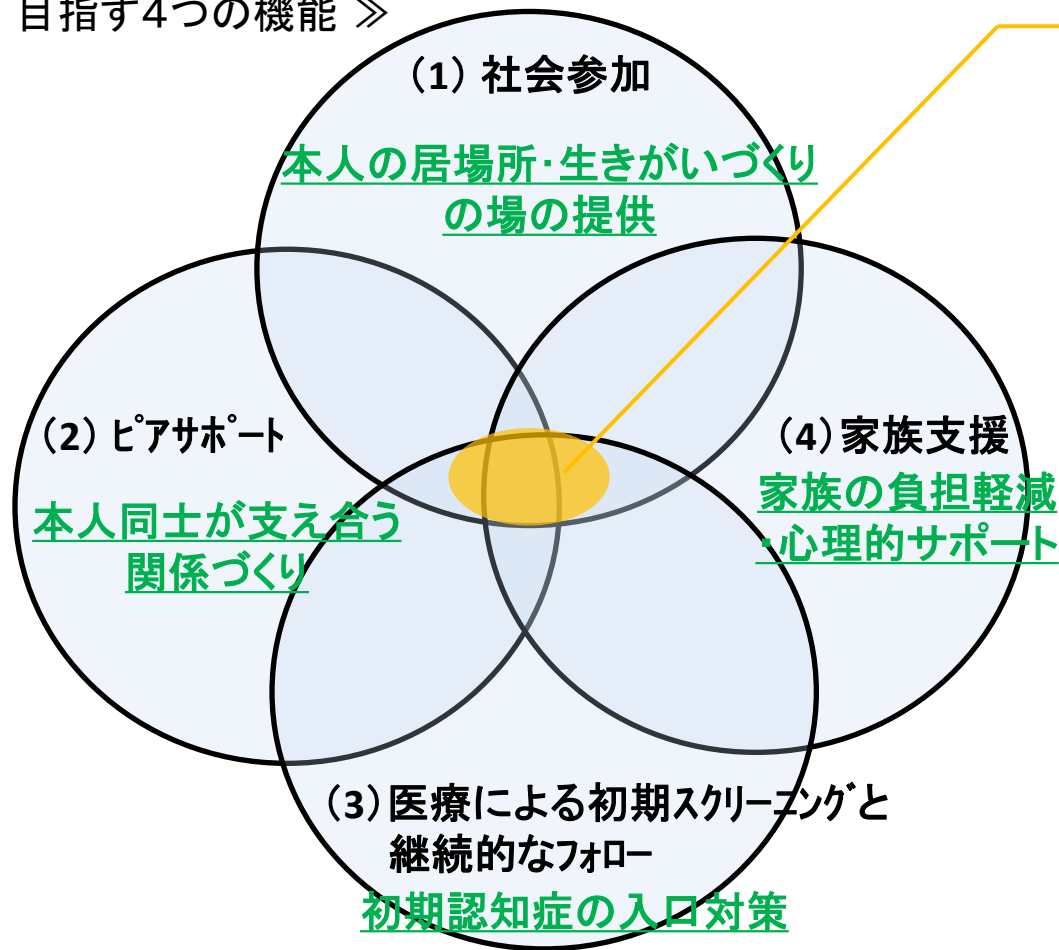 目指す4つの機能 ≫
(1) 社会参加
本人の居場所・生きがいづくり
の場の提供
(2) ピアサポート
本人同士が支え合う
関係づくり
(4) 家族支援
家族の負担軽減
・心理的サポート
(3) 医療による初期スクリーニングと
継続的なフォロー
初期認知症の入口対策